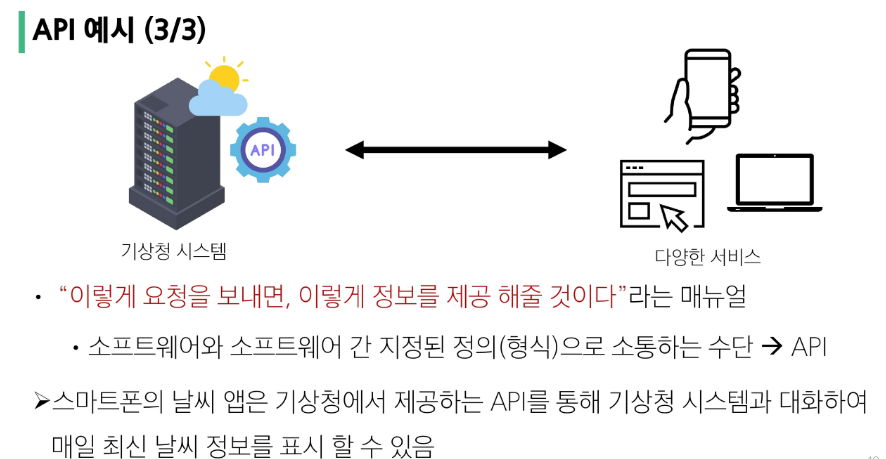 API 예시 (3/3)
API
기상청 시스템
다양한 서비스
• “이렇게 요청을 보내면, 이렇게 정보를 제공 해줄 것이다”라는 매뉴얼
• 소프트웨어와 소프트웨어 간 지정된 정의(형식)으로 소통하는 수단 → API
➢스마트폰의 날씨 앱은 기상청에서 제공하는 API를 통해 기상청 시스템과 대화하여
매일 최신 날씨 정보를 표시 할 수 있음